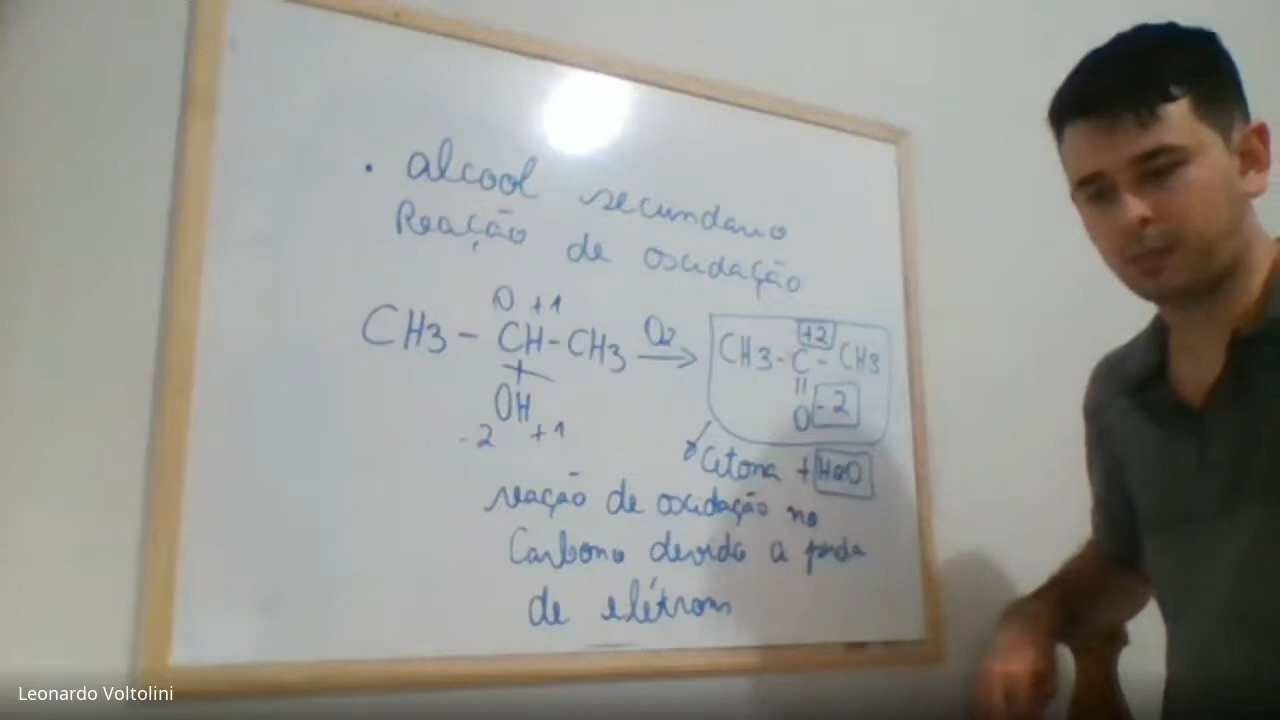 . alcool secundario
Reação de oxidação
0 +1
CH3 - CH - CH3 O2 → CH3 - C - CH3 +2
OH
-2 +1
=
O -2
Cetona + H2O
reação de oxidação no
Carbono devido a perda
de elétrons
Leonardo Voltolini